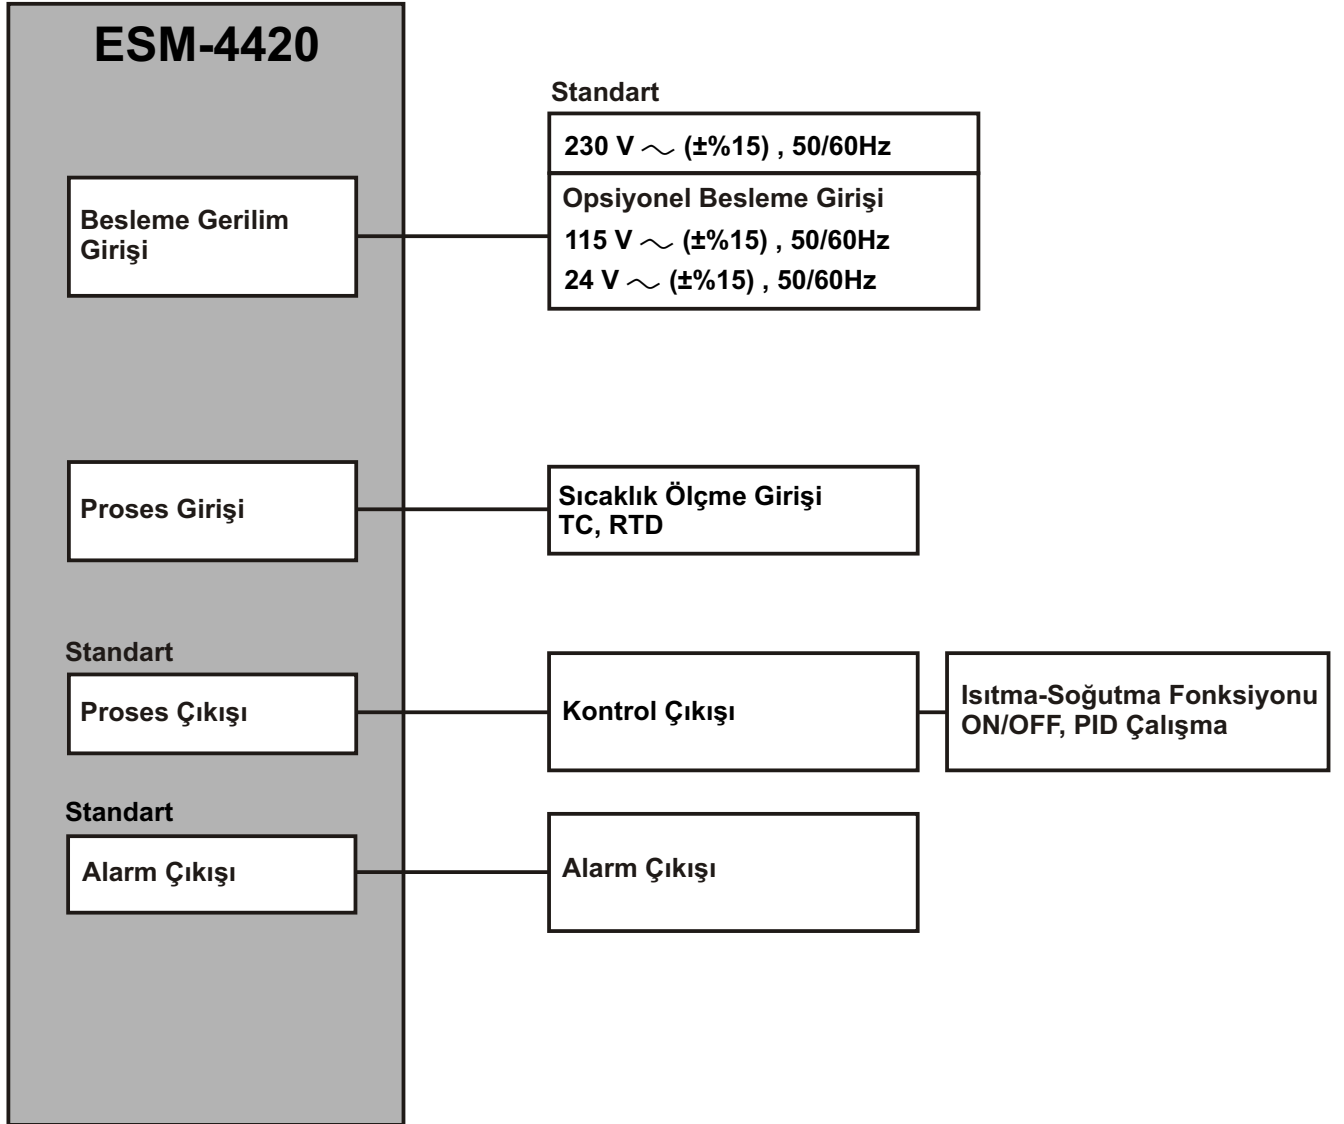 ESM-4420
Standart
230 V ~ (±%15) , 50/60Hz
Besleme Gerilim
Girişi
Opsiyonel Besleme Girişi
115 V ~ (±%15) , 50/60Hz
24 V ~ (±%15) , 50/60Hz
Proses Girişi
Sıcaklık Ölçme Girişi
TC, RTD
Standart
Proses Çıkışı
Kontrol Çıkışı
Isıtma-Soğutma Fonksiyonu
ON/OFF, PID Çalışma
Standart
Alarm Çıkışı
Alarm Çıkışı